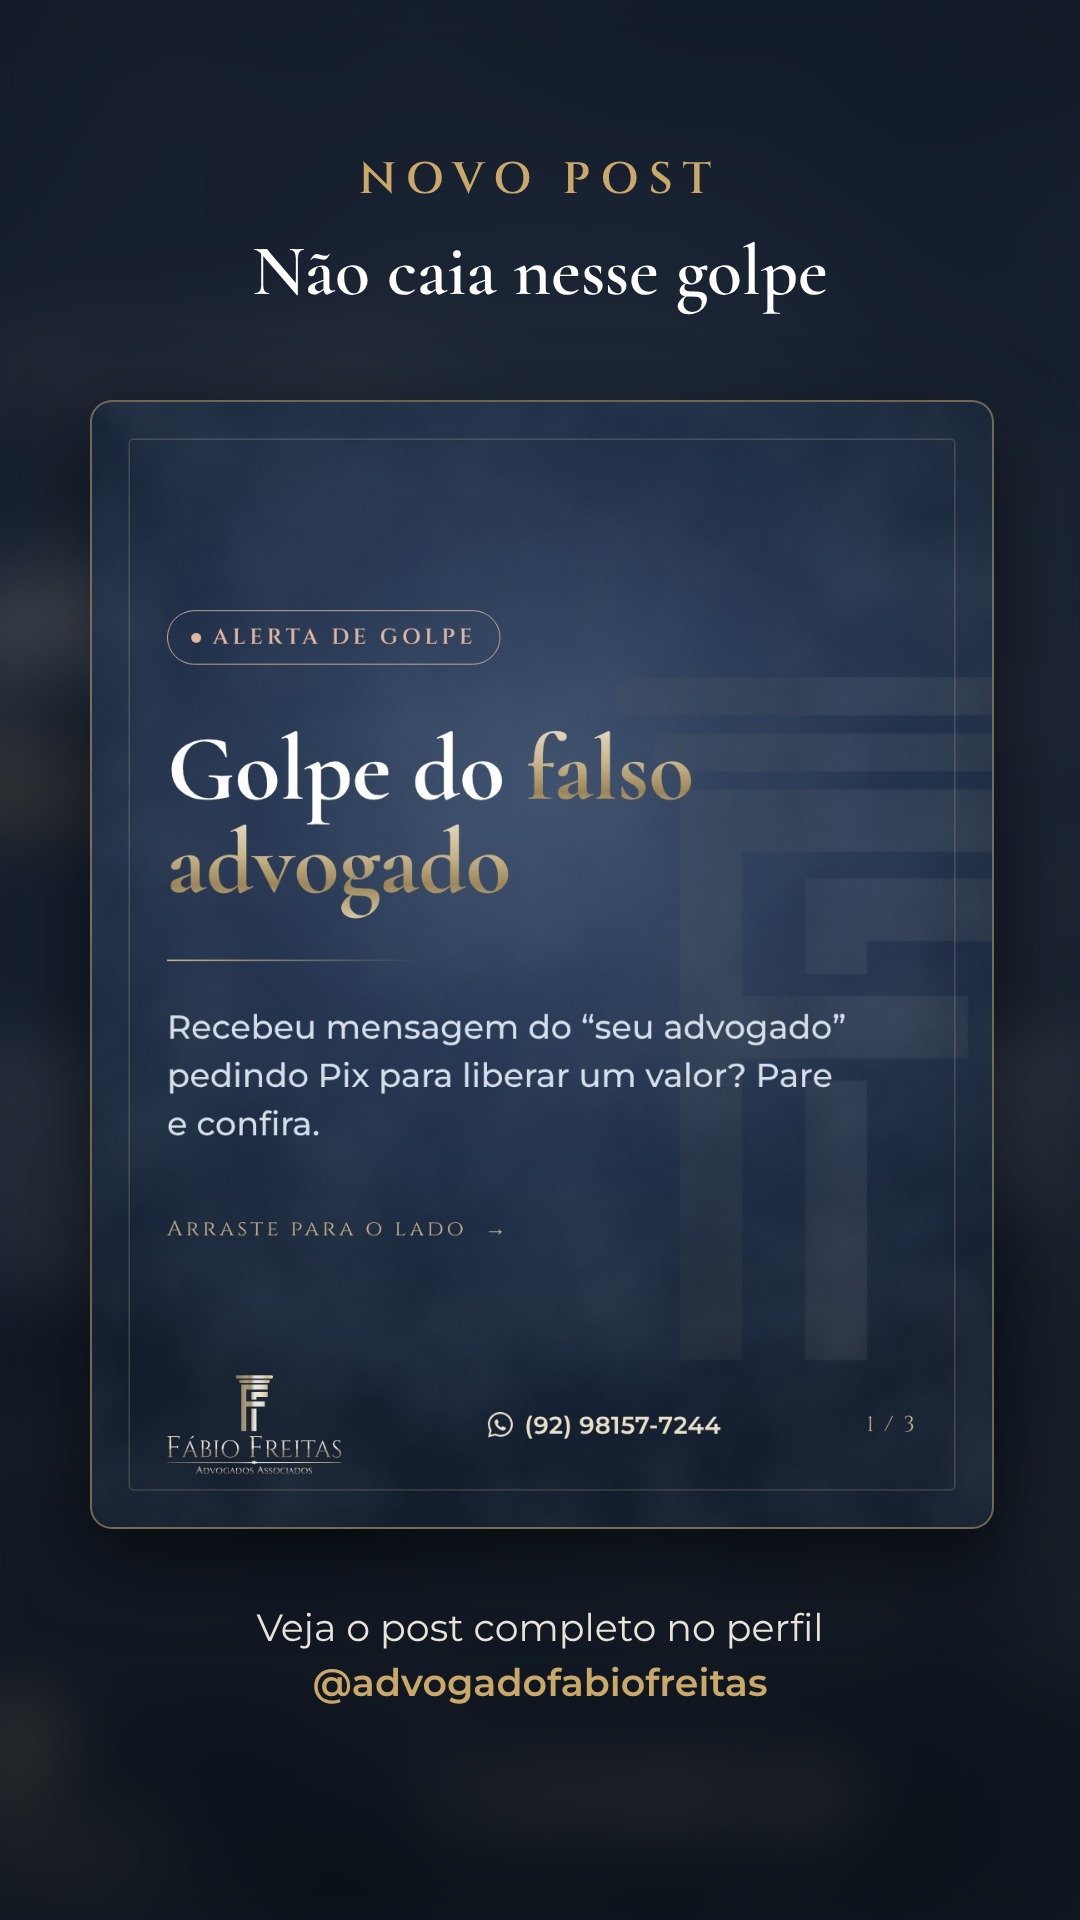 NOVO POST
Não caia nesse golpe
• ALERTA DE GOLPE
Golpe do falso
advogado
Recebeu mensagem do “seu advogado”
pedindo Pix para liberar um valor? Pare
e confira.
ARRASTE PARA O LADO →
FÁBIO FREITAS
ADVOGADOS ASSOCIADOS
(92) 98157-7244
1 / 3
Veja o post completo no perfil
@advogadofabiofreitas